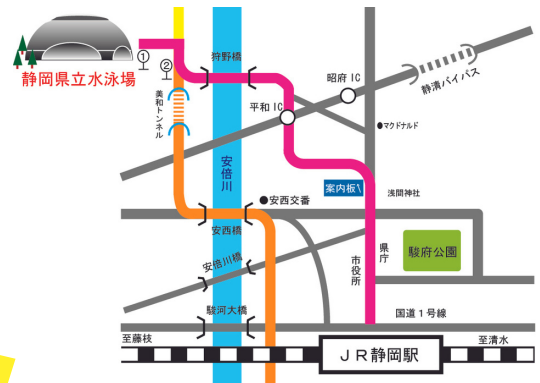 静岡県立水泳場
①
②
狩野橋
昭府IC
静清バイパス
美和トンネル
平和IC
●マクドナルド
安倍川
案内板
浅間神社
●安西交番
安西橋
安倍川橋
市役所
県庁
駿府公園
駿河大橋
国道1号線
至藤枝
JR静岡駅
至清水